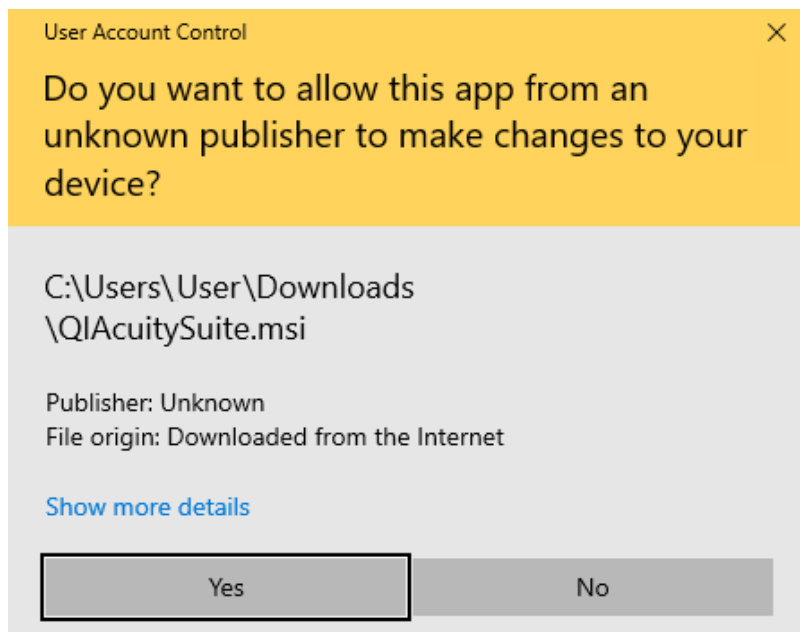 User Account Control
Do you want to allow this app from an
unknown publisher to make changes to your
device?
C:\Users\User\Downloads
\QIAcuitySuite.msi
Publisher: Unknown
File origin: Downloaded from the Internet
Show more details
Yes
No